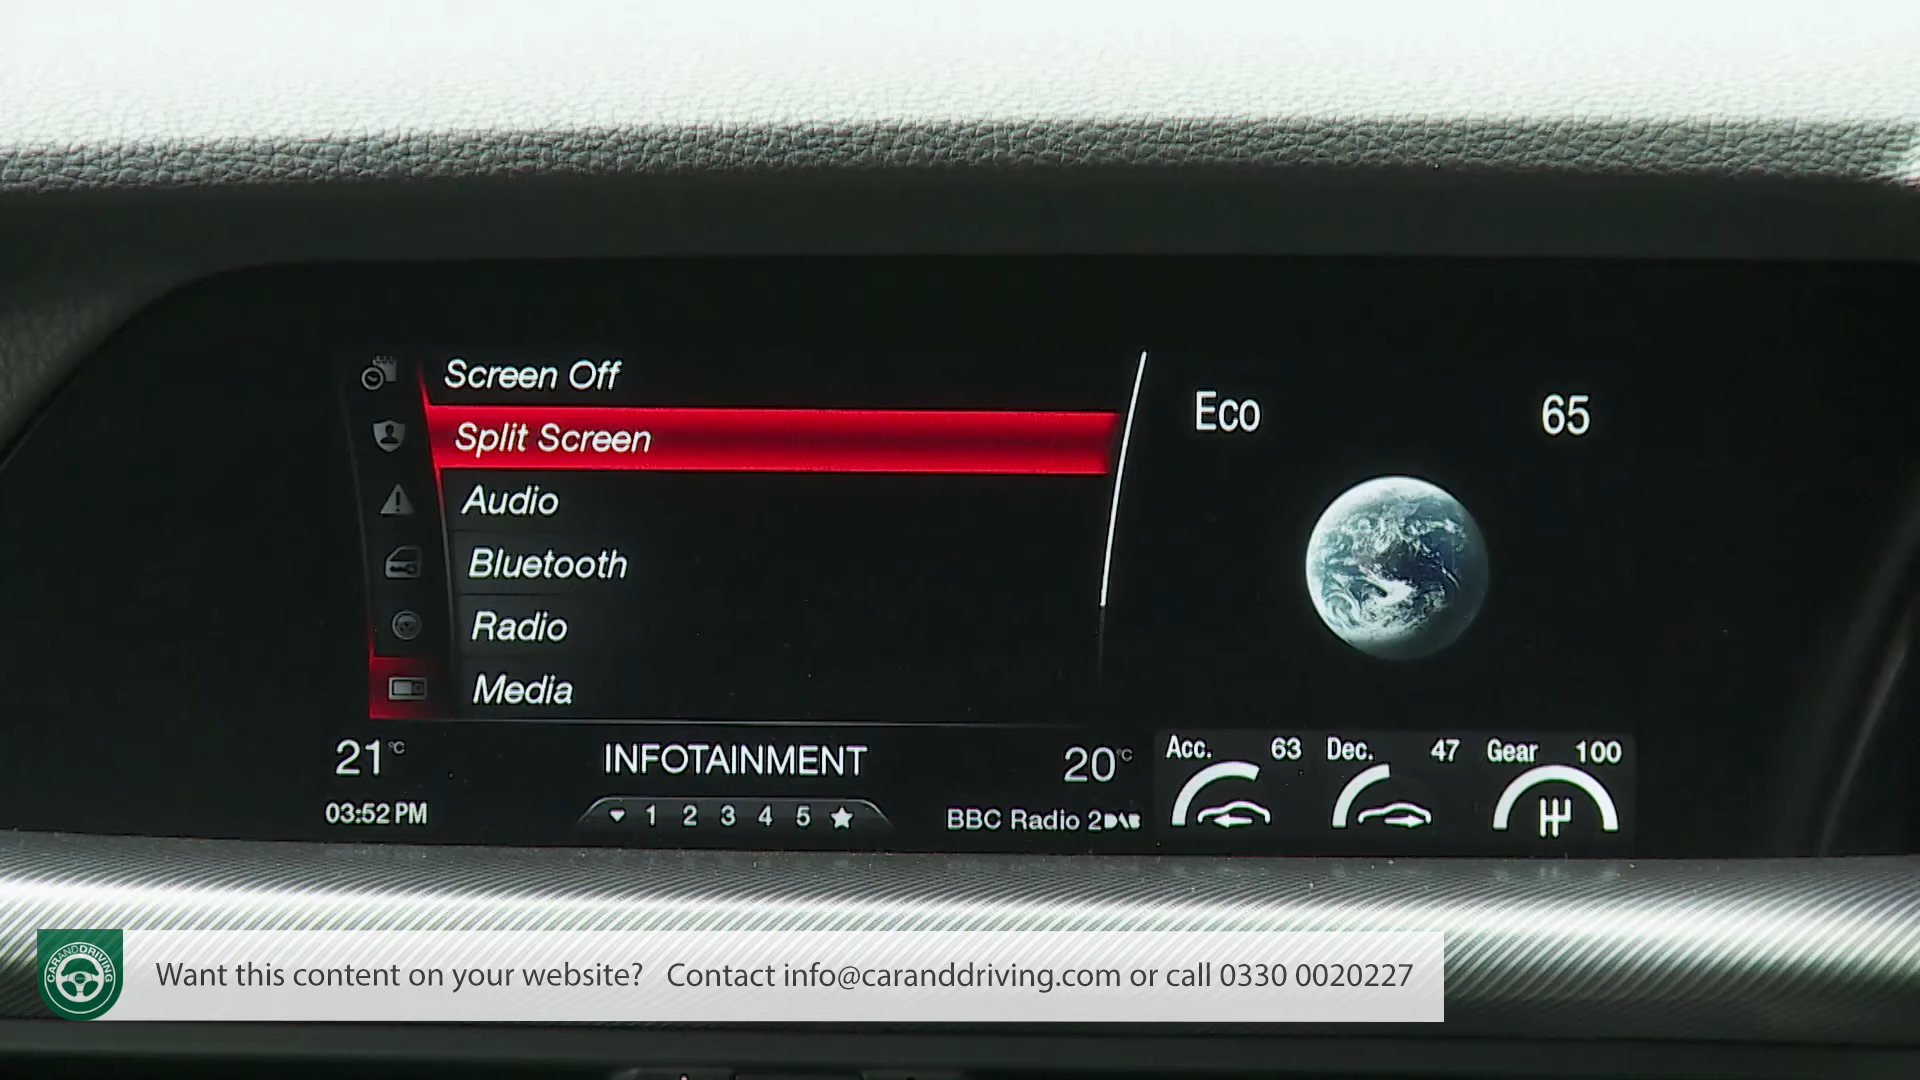 Screen Off
Split Screen
Audio
Bluetooth
Radio
Media
Eco 65
21°C INFOTAINMENT 20°C
03:52 PM 1 2 3 4 5 BBC Radio 2 DAB
Acc. 63 Dec. 47 Gear 100
CARANDDRIVING
Want this content on your website? Contact info@caranddriving.com or call 0330 0020227